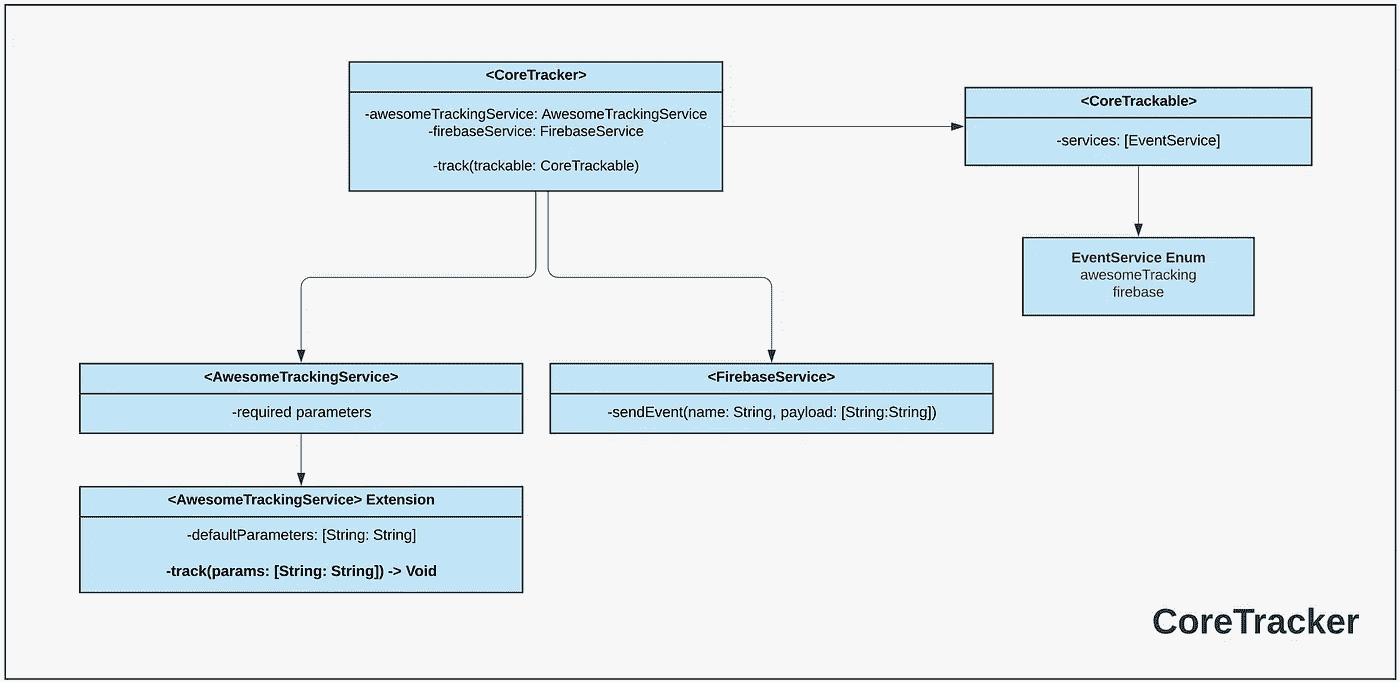 <CoreTracker>
-awesomeTrackingService: AwesomeTrackingService
-firebaseService: FirebaseService
-track(trackable: CoreTrackable)
<CoreTrackable>
-services: [EventService]
EventService Enum
awesomeTracking
firebase
<AwesomeTrackingService>
-required parameters
<FirebaseService>
-sendEvent(name: String, payload: [String:String])
<AwesomeTrackingService> Extension
-defaultParameters: [String: String]
-track(params: [String: String]) -> Void
CoreTracker